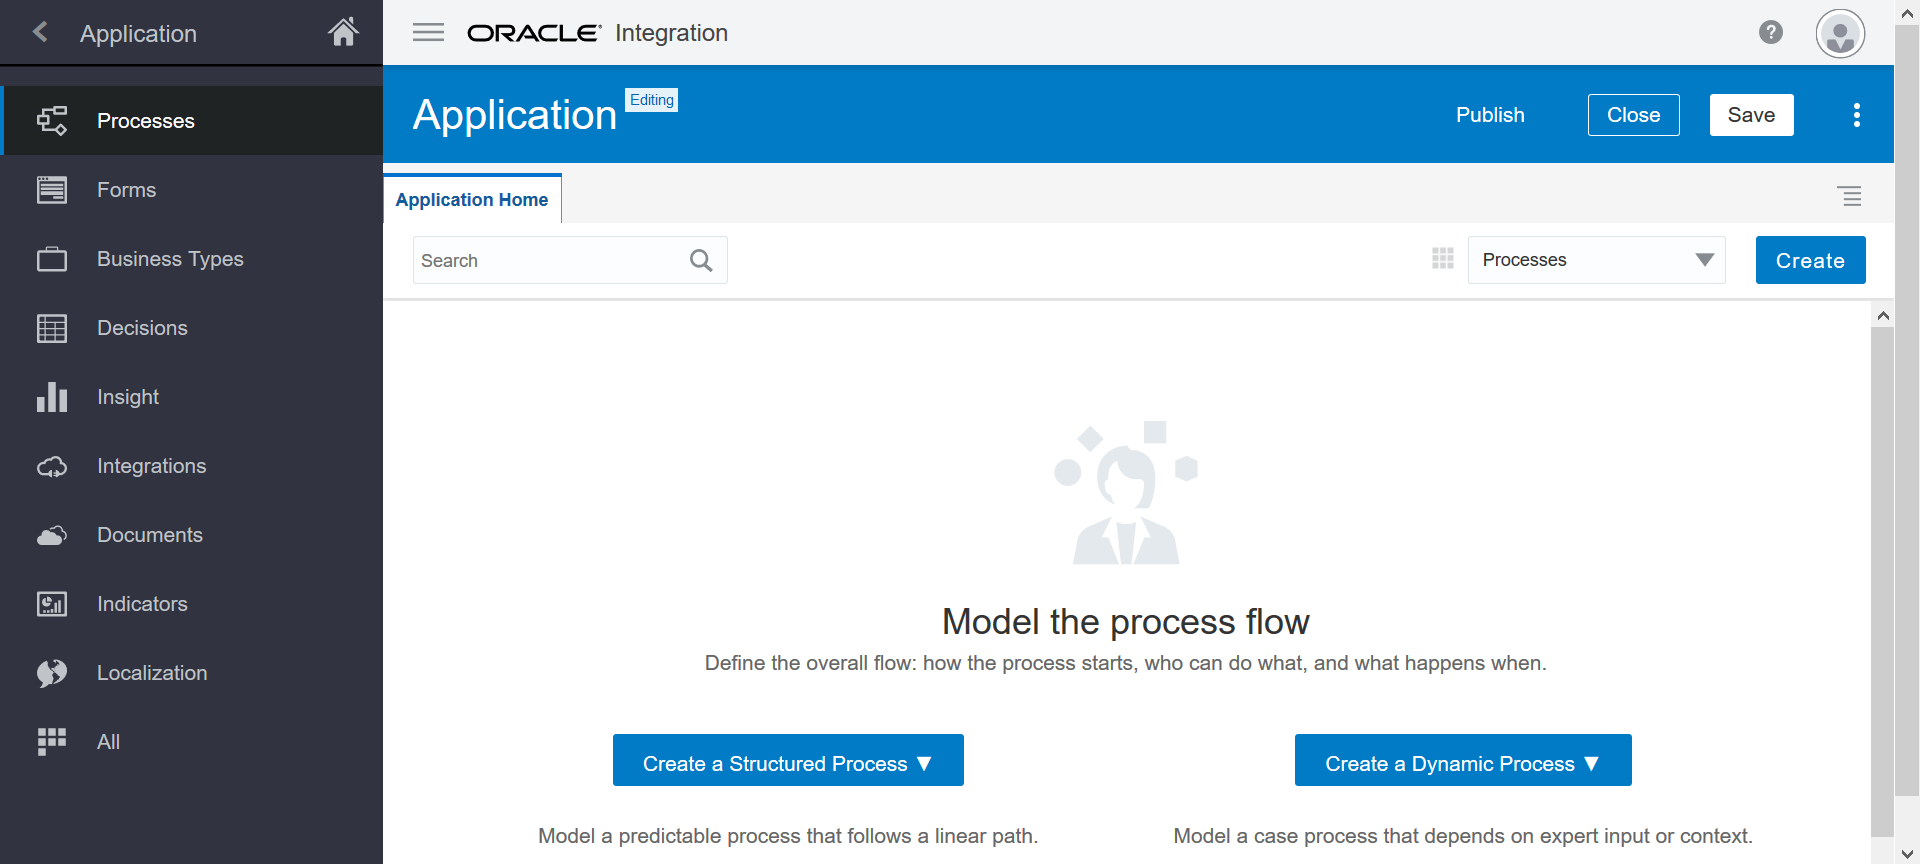 Application
ORACLE Integration
?
Processes
Forms
Business Types
Decisions
Insight
Integrations
Documents
Indicators
Localization
All
Application Editing
Publish
Close
Save
Application Home
Search
Processes
Create
Model the process flow
Define the overall flow: how the process starts, who can do what, and what happens when.
Create a Structured Process ▼
Create a Dynamic Process ▼
Model a predictable process that follows a linear path.
Model a case process that depends on expert input or context.